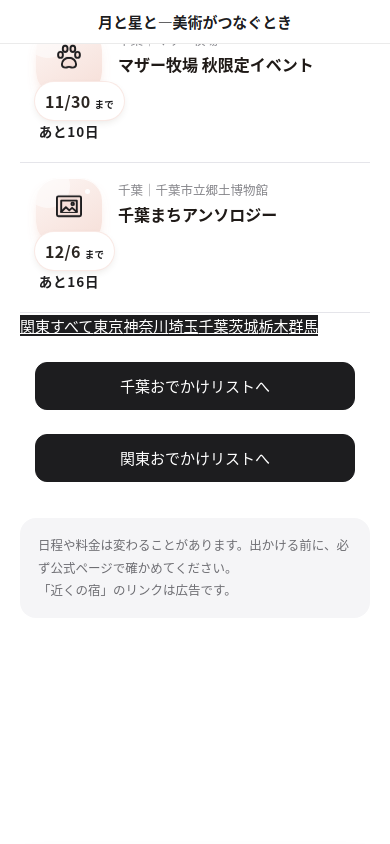 月と星と―美術がつなぐとき
マザー牧場 秋限定イベント
11/30 まで
あと10日
千葉｜千葉市立郷土博物館
千葉まちアンソロジー
12/6 まで
あと16日
関東すべて東京神奈川埼玉千葉茨城栃木群馬
千葉おでかけリストへ
関東おでかけリストへ
日程や料金は変わることがあります。出かける前に、必
ず公式ページで確かめてください。
「近くの宿」のリンクは広告です。